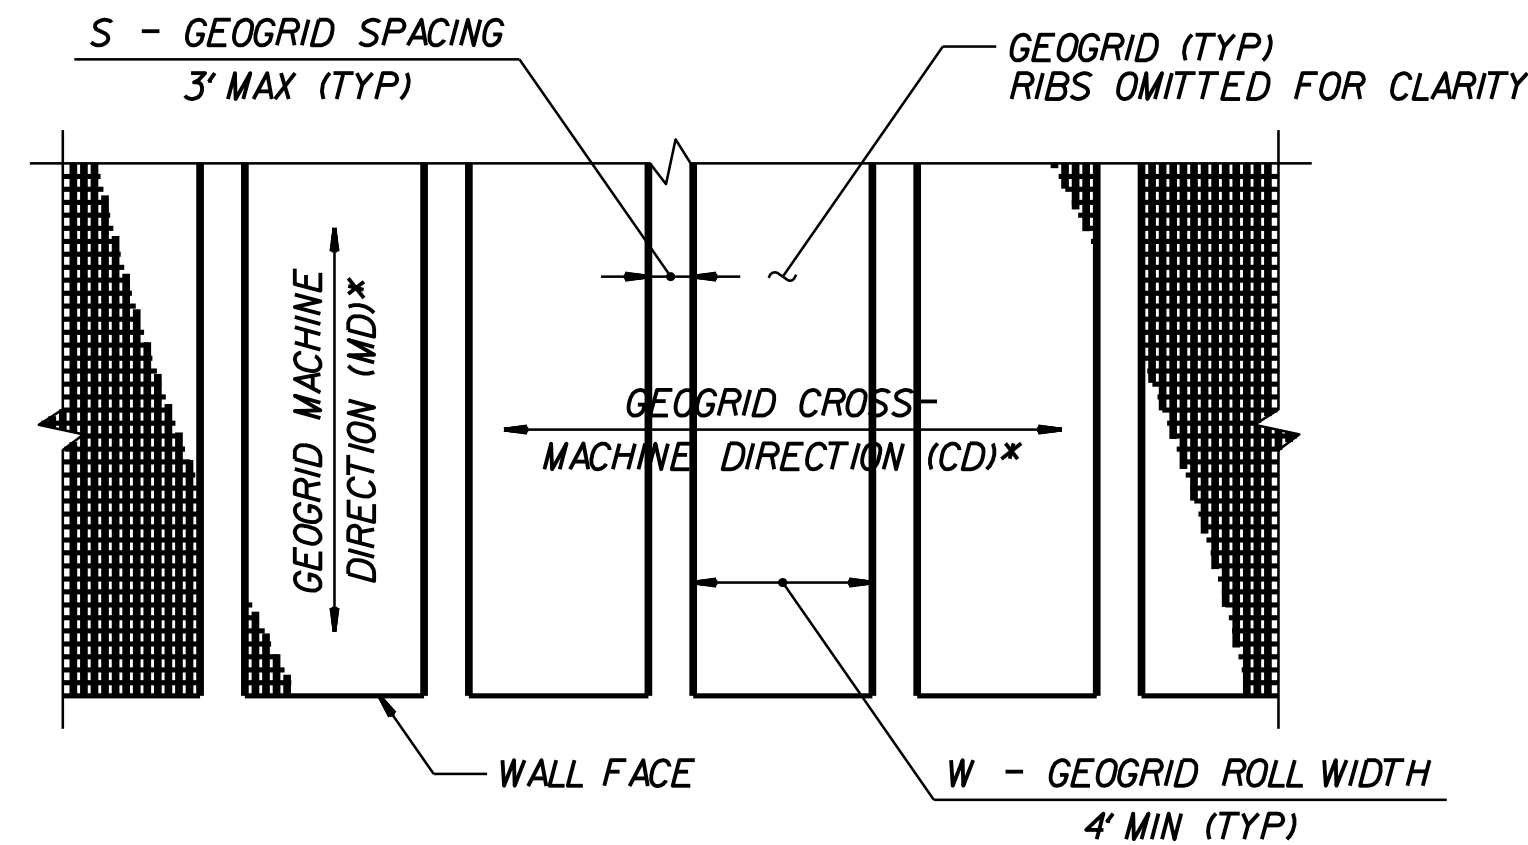 S - GEOGRID SPACING
3' MAX (TYP)
GEOGRID (TYP)
RIBS OMITTED FOR CLARITY
GEOGRID MACHINE
DIRECTION (MD)*
GEOGRID CROSS-
MACHINE DIRECTION (CD)*
WALL FACE
W - GEOGRID ROLL WIDTH
4' MIN (TYP)